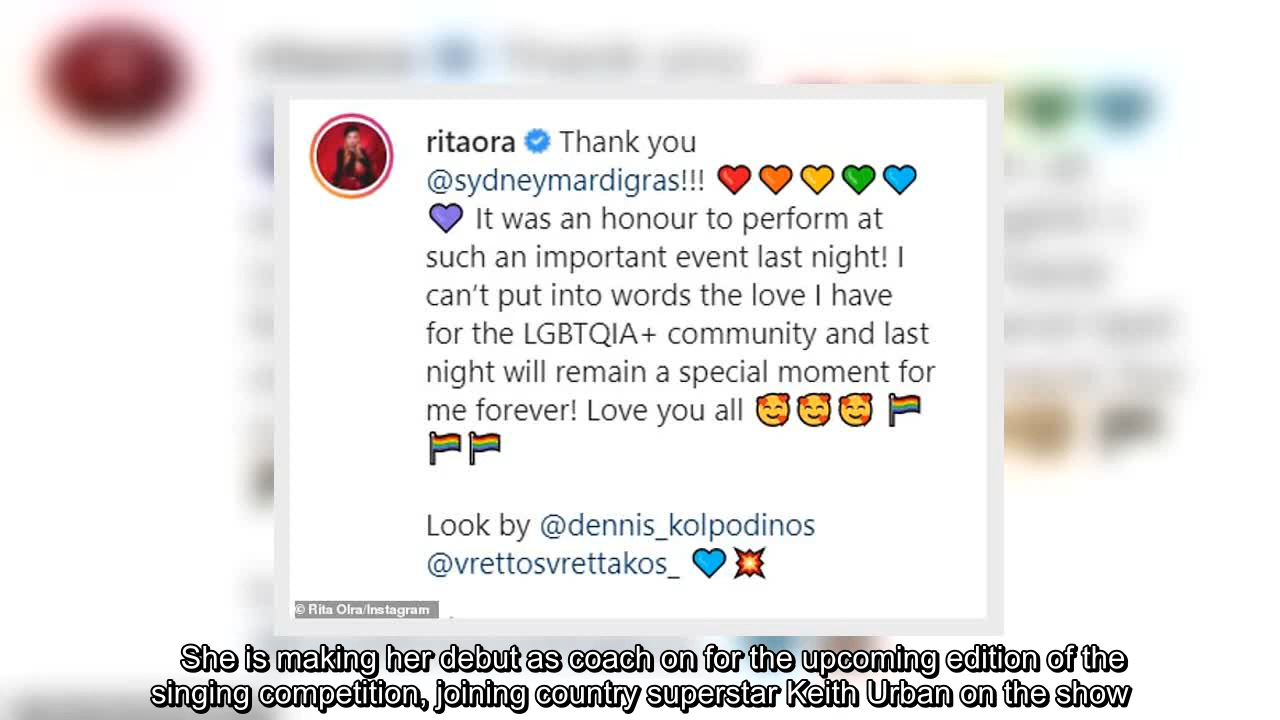 ritaora Thank you
@sydneymardigras!!! ❤️🧡💛💚💙
💜 It was an honour to perform at
such an important event last night! I
can't put into words the love I have
for the LGBTQIA+ community and last
night will remain a special moment for
me forever! Love you all 🥰🥰🥰 🏳️‍🌈
🏳️‍🌈🏳️‍🌈
Look by @dennis_kolpodinos
@vrettosvrettakos_ 💙💥
© Rita Olra/Instagram
She is making her debut as coach on for the upcoming edition of the
singing competition, joining country superstar Keith Urban on the show